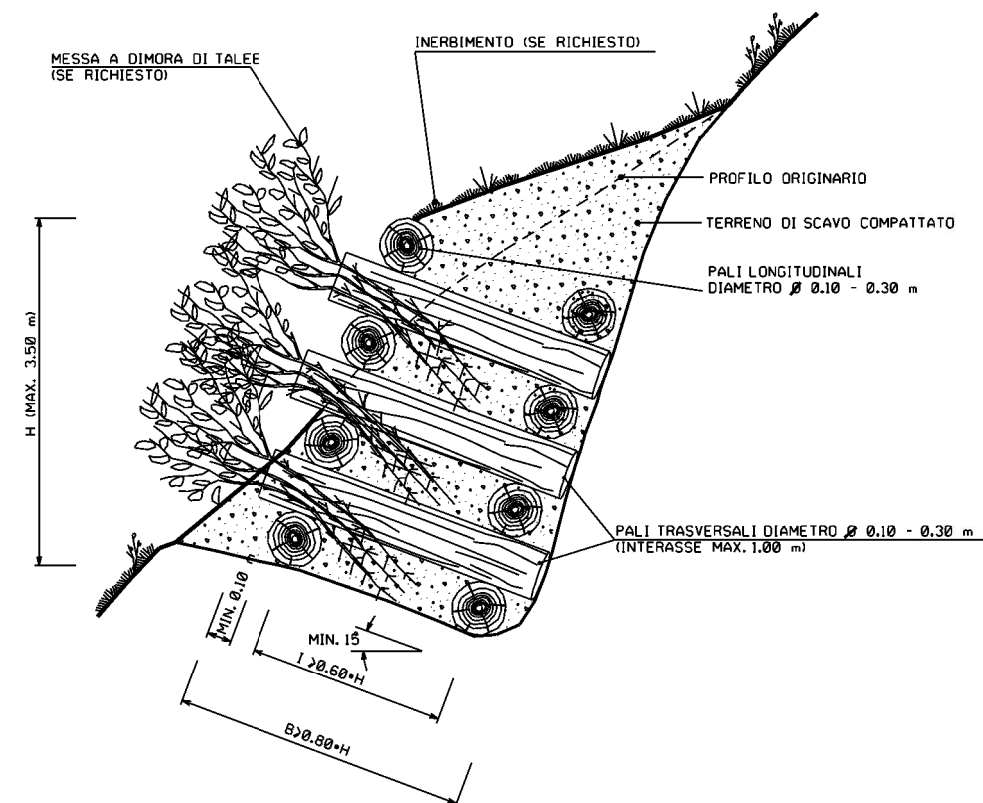 INERBIMENTO (SE RICHIESTO)
MESSA A DIMORA DI TALEE
(SE RICHIESTO)
PROFILO ORIGINARIO
TERRENO DI SCAVO COMPATTATO
PALI LONGITUDINALI
DIAMETRO Ø 0.10 - 0.30 m
H (MAX. 3.50 m)
PALI TRASVERSALI DIAMETRO Ø 0.10 - 0.30 m
(INTERASSE MAX. 1.00 m)
MIN. 0.10 m
MIN. 15°
I >0.60*H
B>0.80*H